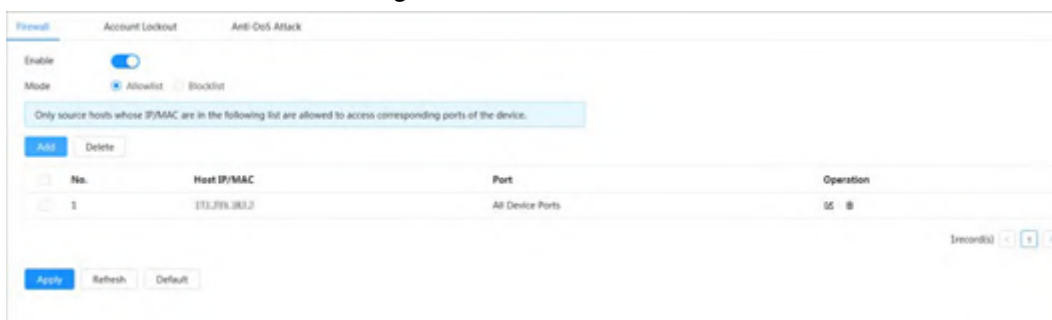 Firewall Account Lockout Anti-DoS Attack
Enable
Mode Allowlist Blocklist
Only source hosts whose IP/MAC are in the following list are allowed to access corresponding ports of the device.
Add Delete
No. Host IP/MAC Port Operation
1 All Device Ports
1record(s) 1
Apply Refresh Default